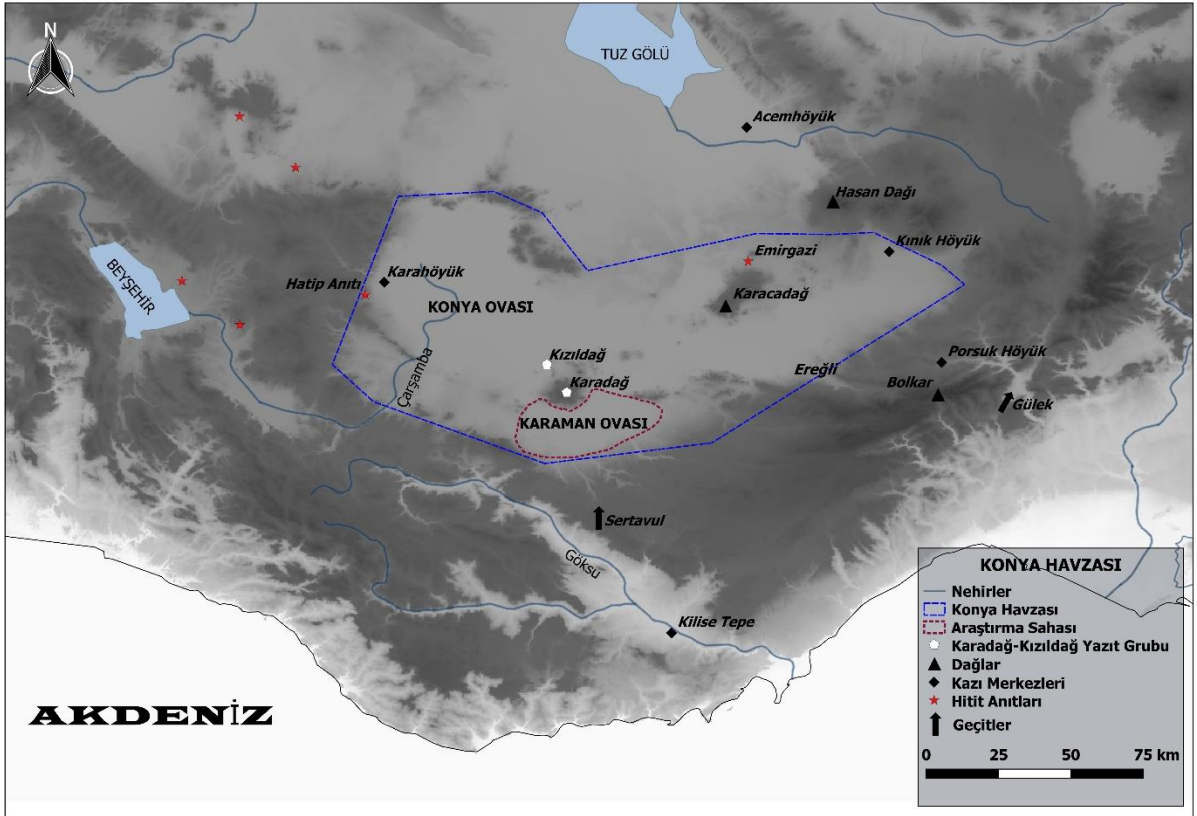 N
TUZ GÖLÜ
Acemhöyük
Hasan Dağı
Kınık Höyük
Emirgazi
BEYŞEHİR
Hatip Anıtı
Karahöyük
KONYA OVASI
Karacadağ
Çarşamba
Kızıldağ
Karadağ
Ereğli
Porsuk Höyük
Bolkar
Gülek
KARAMAN OVASI
Sertavul
Göksu
Kilise Tepe
AKDENİZ
KONYA HAVZASI
Nehirler
Konya Havzası
Araştırma Sahası
Karadağ-Kızıldağ Yazıt Grubu
Dağlar
Kazı Merkezleri
Hitit Anıtları
Geçitler
0 25 50 75 km